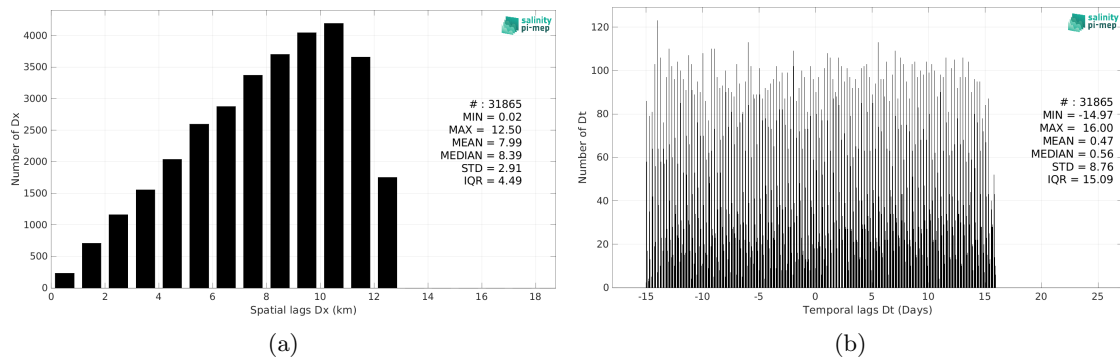 4000
3500
3000
2500
2000
1500
1000
500
0
Number of Dx
0 2 4 6 8 10 12 14 16 18
Spatial lags Dx (km)
salinity
pi-mep
# : 31865
MIN = 0.02
MAX = 12.50
MEAN = 7.99
MEDIAN = 8.39
STD = 2.91
IQR = 4.49
(a)
120
100
80
60
40
20
0
Number of Dt
-15 -10 -5 0 5 10 15 20 25
Temporal lags Dt (Days)
salinity
pi-mep
# : 31865
MIN = -14.97
MAX = 16.00
MEAN = 0.47
MEDIAN = 0.56
STD = 8.76
IQR = 15.09
(b)